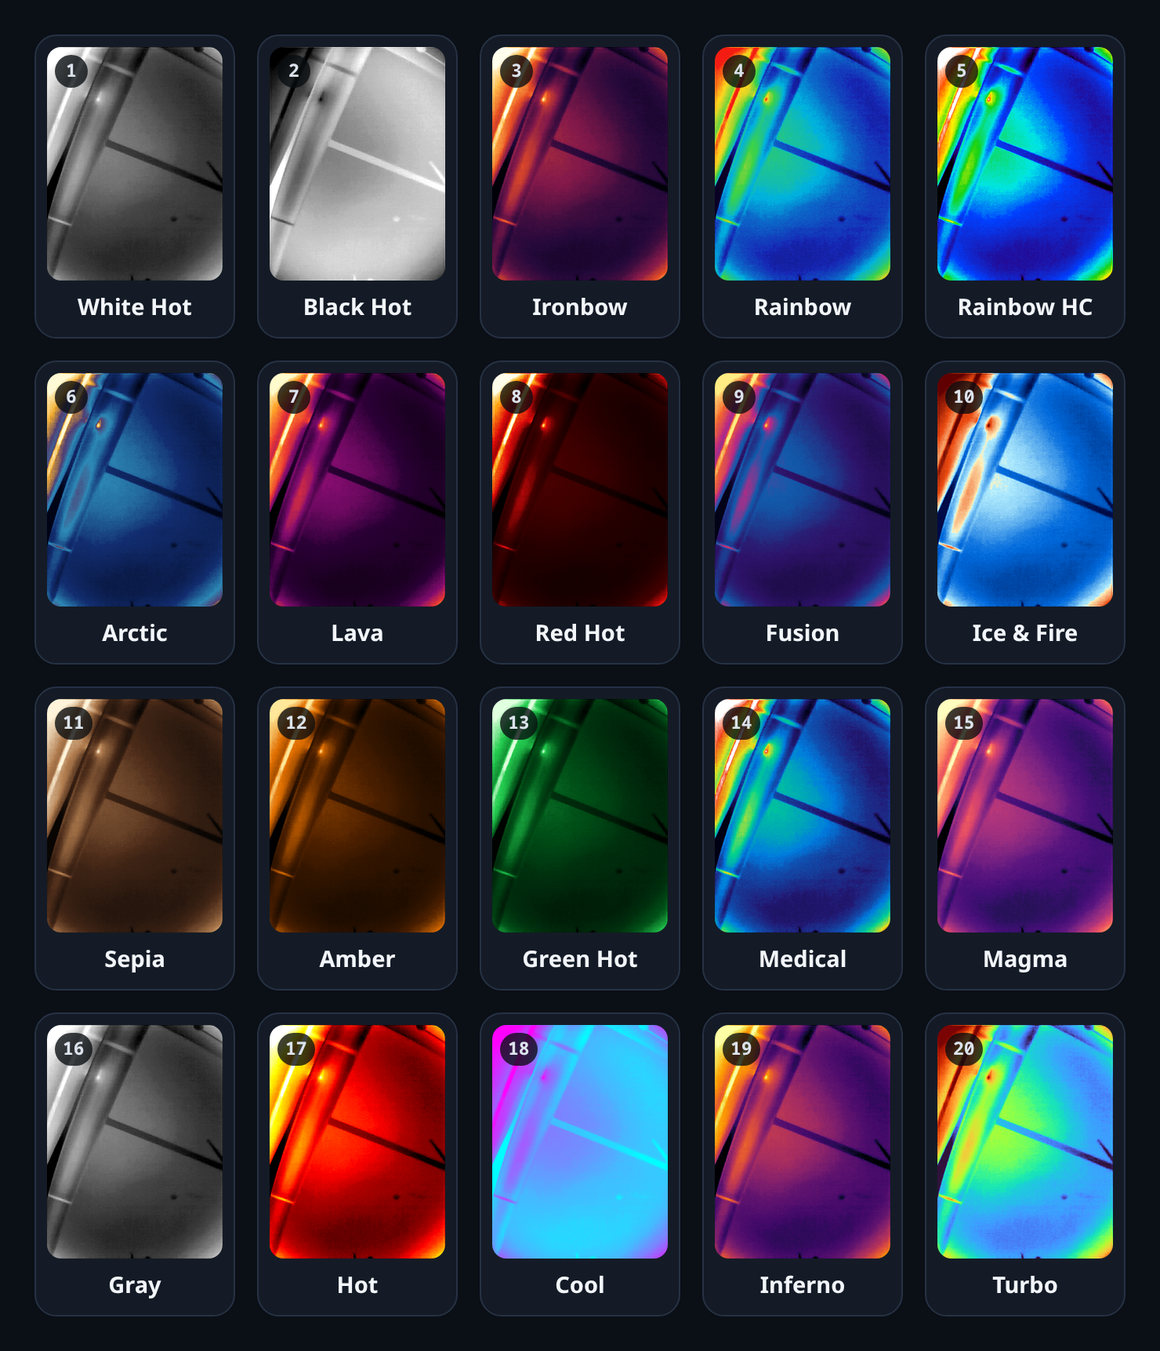 1 2 3 4 5
White Hot Black Hot Ironbow Rainbow Rainbow HC
6 7 8 9 10
Arctic Lava Red Hot Fusion Ice & Fire
11 12 13 14 15
Sepia Amber Green Hot Medical Magma
16 17 18 19 20
Gray Hot Cool Inferno Turbo